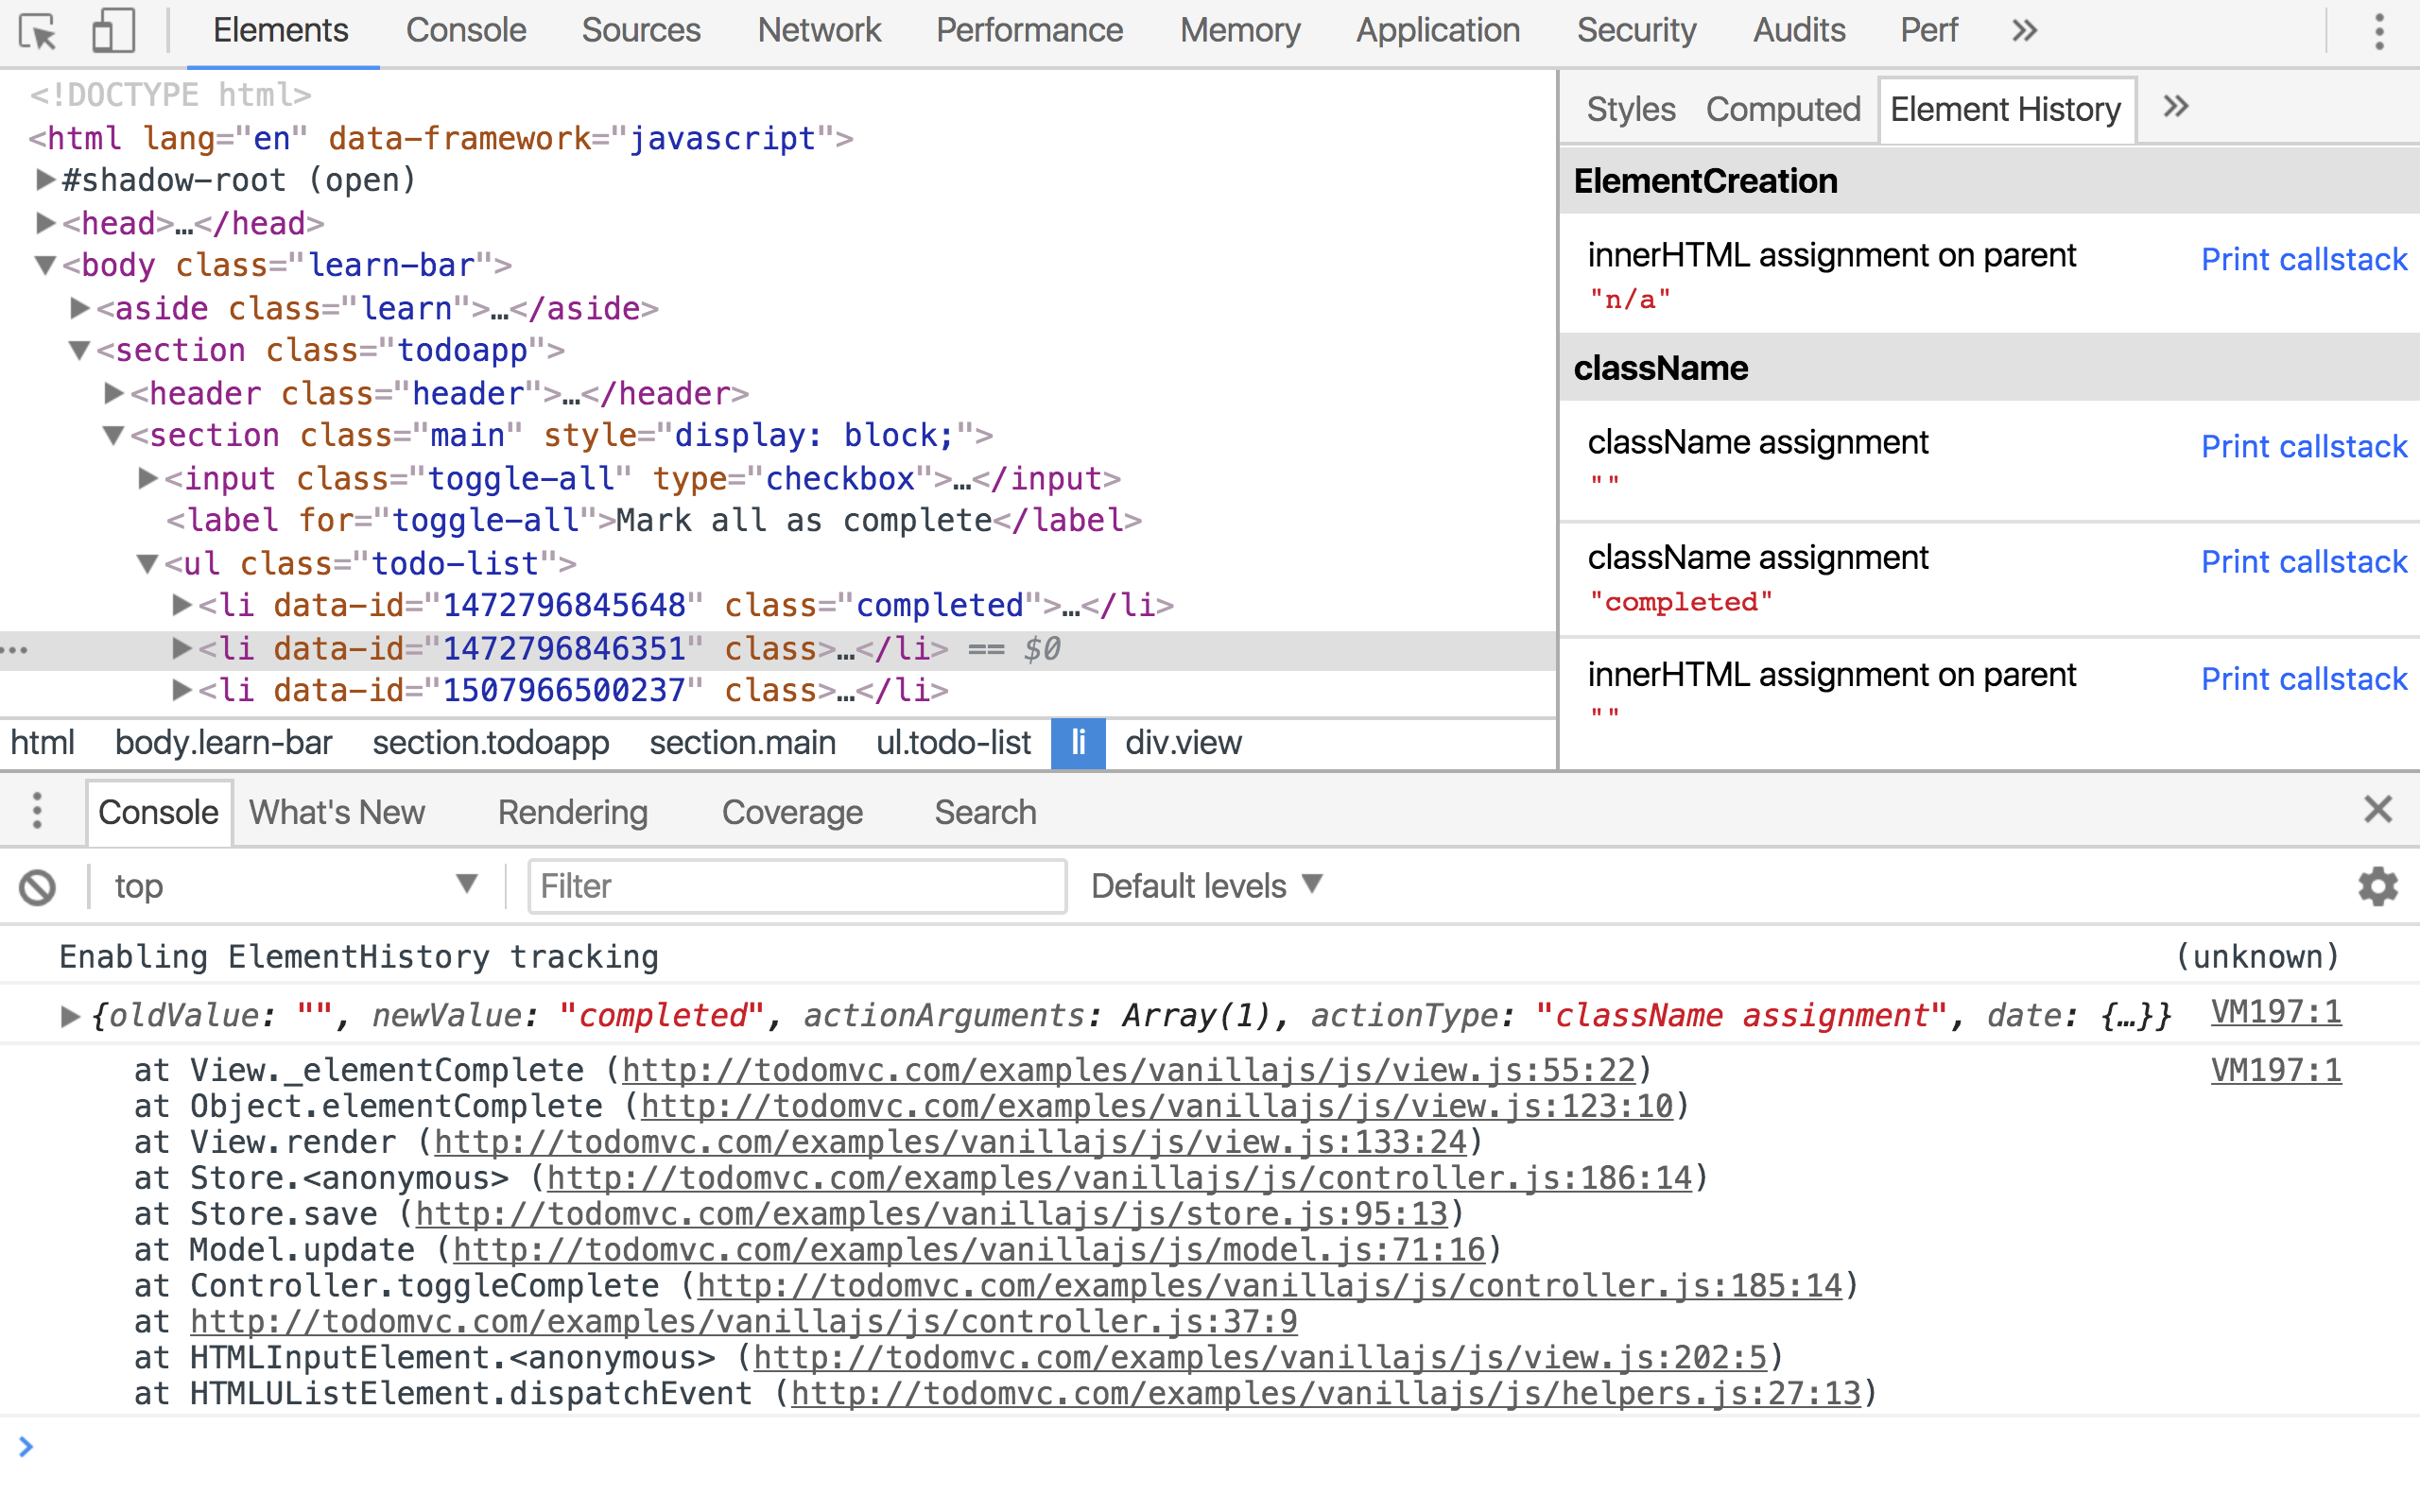 Elements Console Sources Network Performance Memory Application Security Audits Perf »
<!DOCTYPE html>
<html lang="en" data-framework="javascript">
▶#shadow-root (open)
▶<head>…</head>
▼<body class="learn-bar">
▶<aside class="learn">…</aside>
▼<section class="todoapp">
▶<header class="header">…</header>
▼<section class="main" style="display: block;">
▶<input class="toggle-all" type="checkbox">…</input>
<label for="toggle-all">Mark all as complete</label>
▼<ul class="todo-list">
▶<li data-id="1472796845648" class="completed">…</li>
… ▶<li data-id="1472796846351" class>…</li> == $0
▶<li data-id="1507966500237" class>…</li>
html body.learn-bar section.todoapp section.main ul.todo-list li div.view
Styles Computed Element History »
ElementCreation
innerHTML assignment on parent Print callstack
"n/a"
className
className assignment Print callstack
""
className assignment Print callstack
"completed"
innerHTML assignment on parent Print callstack
""
Console What's New Rendering Coverage Search
top ▼ Filter Default levels ▼
Enabling ElementHistory tracking (unknown)
▶{oldValue: "", newValue: "completed", actionArguments: Array(1), actionType: "className assignment", date: {…}} VM197:1
at View._elementComplete (http://todomvc.com/examples/vanillajs/js/view.js:55:22) VM197:1
at Object.elementComplete (http://todomvc.com/examples/vanillajs/js/view.js:123:10)
at View.render (http://todomvc.com/examples/vanillajs/js/view.js:133:24)
at Store.<anonymous> (http://todomvc.com/examples/vanillajs/js/controller.js:186:14)
at Store.save (http://todomvc.com/examples/vanillajs/js/store.js:95:13)
at Model.update (http://todomvc.com/examples/vanillajs/js/model.js:71:16)
at Controller.toggleComplete (http://todomvc.com/examples/vanillajs/js/controller.js:185:14)
at http://todomvc.com/examples/vanillajs/js/controller.js:37:9
at HTMLInputElement.<anonymous> (http://todomvc.com/examples/vanillajs/js/view.js:202:5)
at HTMLUListElement.dispatchEvent (http://todomvc.com/examples/vanillajs/js/helpers.js:27:13)